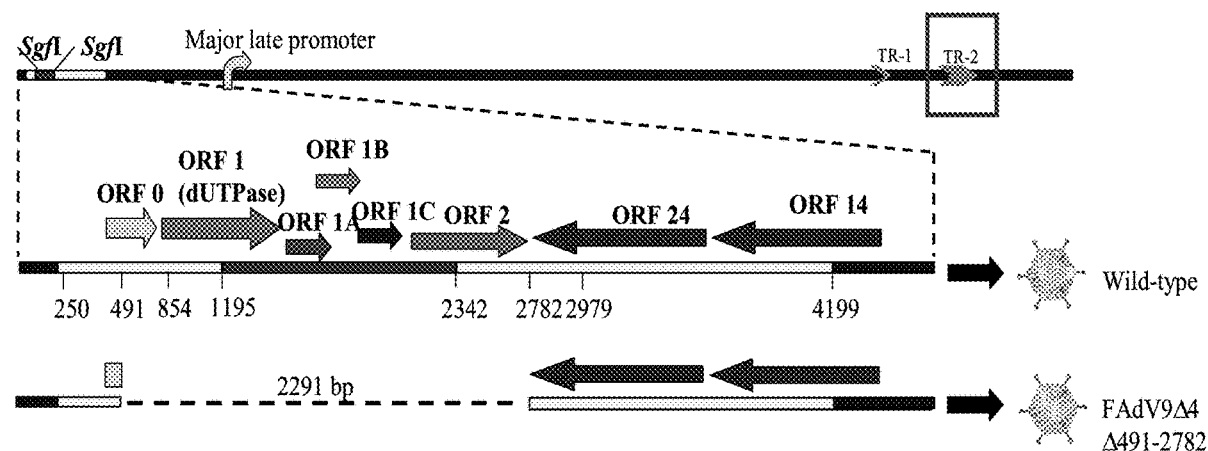 SgfI SgfI
Major late promoter
TR-1
TR-2
ORF 0
ORF 1
(dUTPase)
ORF 1B
ORF 1A
ORF 1C
ORF 2
ORF 24
ORF 14
250 491 854 1195 2342 2782 2979 4199
Wild-type
2291 bp
FAdV9Δ4
Δ491-2782